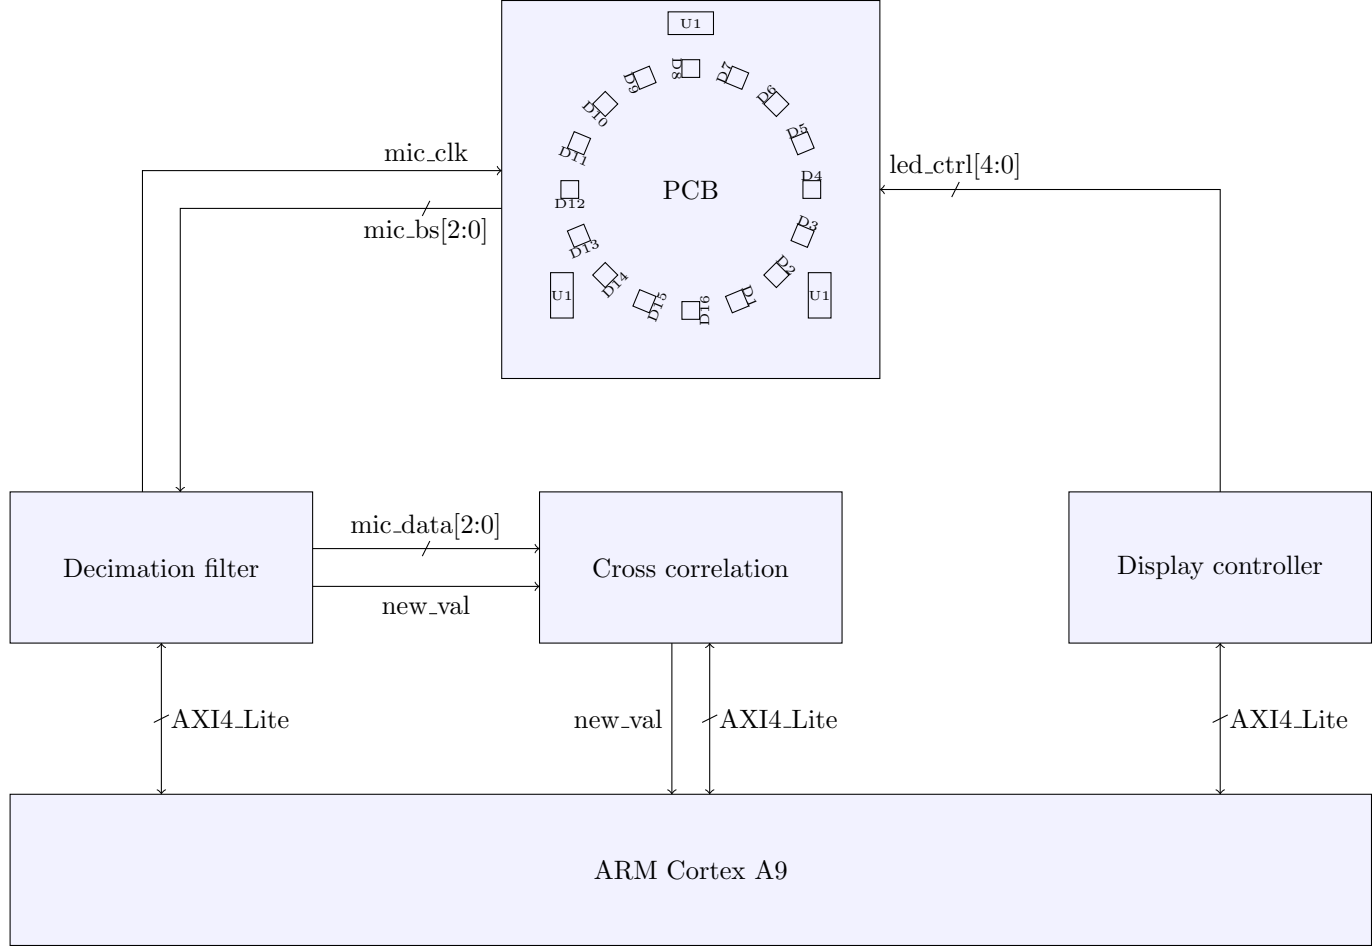 U1
D8
D7
D9
D6
D10
D5
mic_clk
D11
led_ctrl[4:0]
D4
PCB
D12
mic_bs[2:0]
D3
D13
D2
D14
U1
D1
U1
D15
D16
mic_data[2:0]
Decimation filter
Cross correlation
Display controller
new_val
AXI4_Lite
new_val
AXI4_Lite
AXI4_Lite
ARM Cortex A9